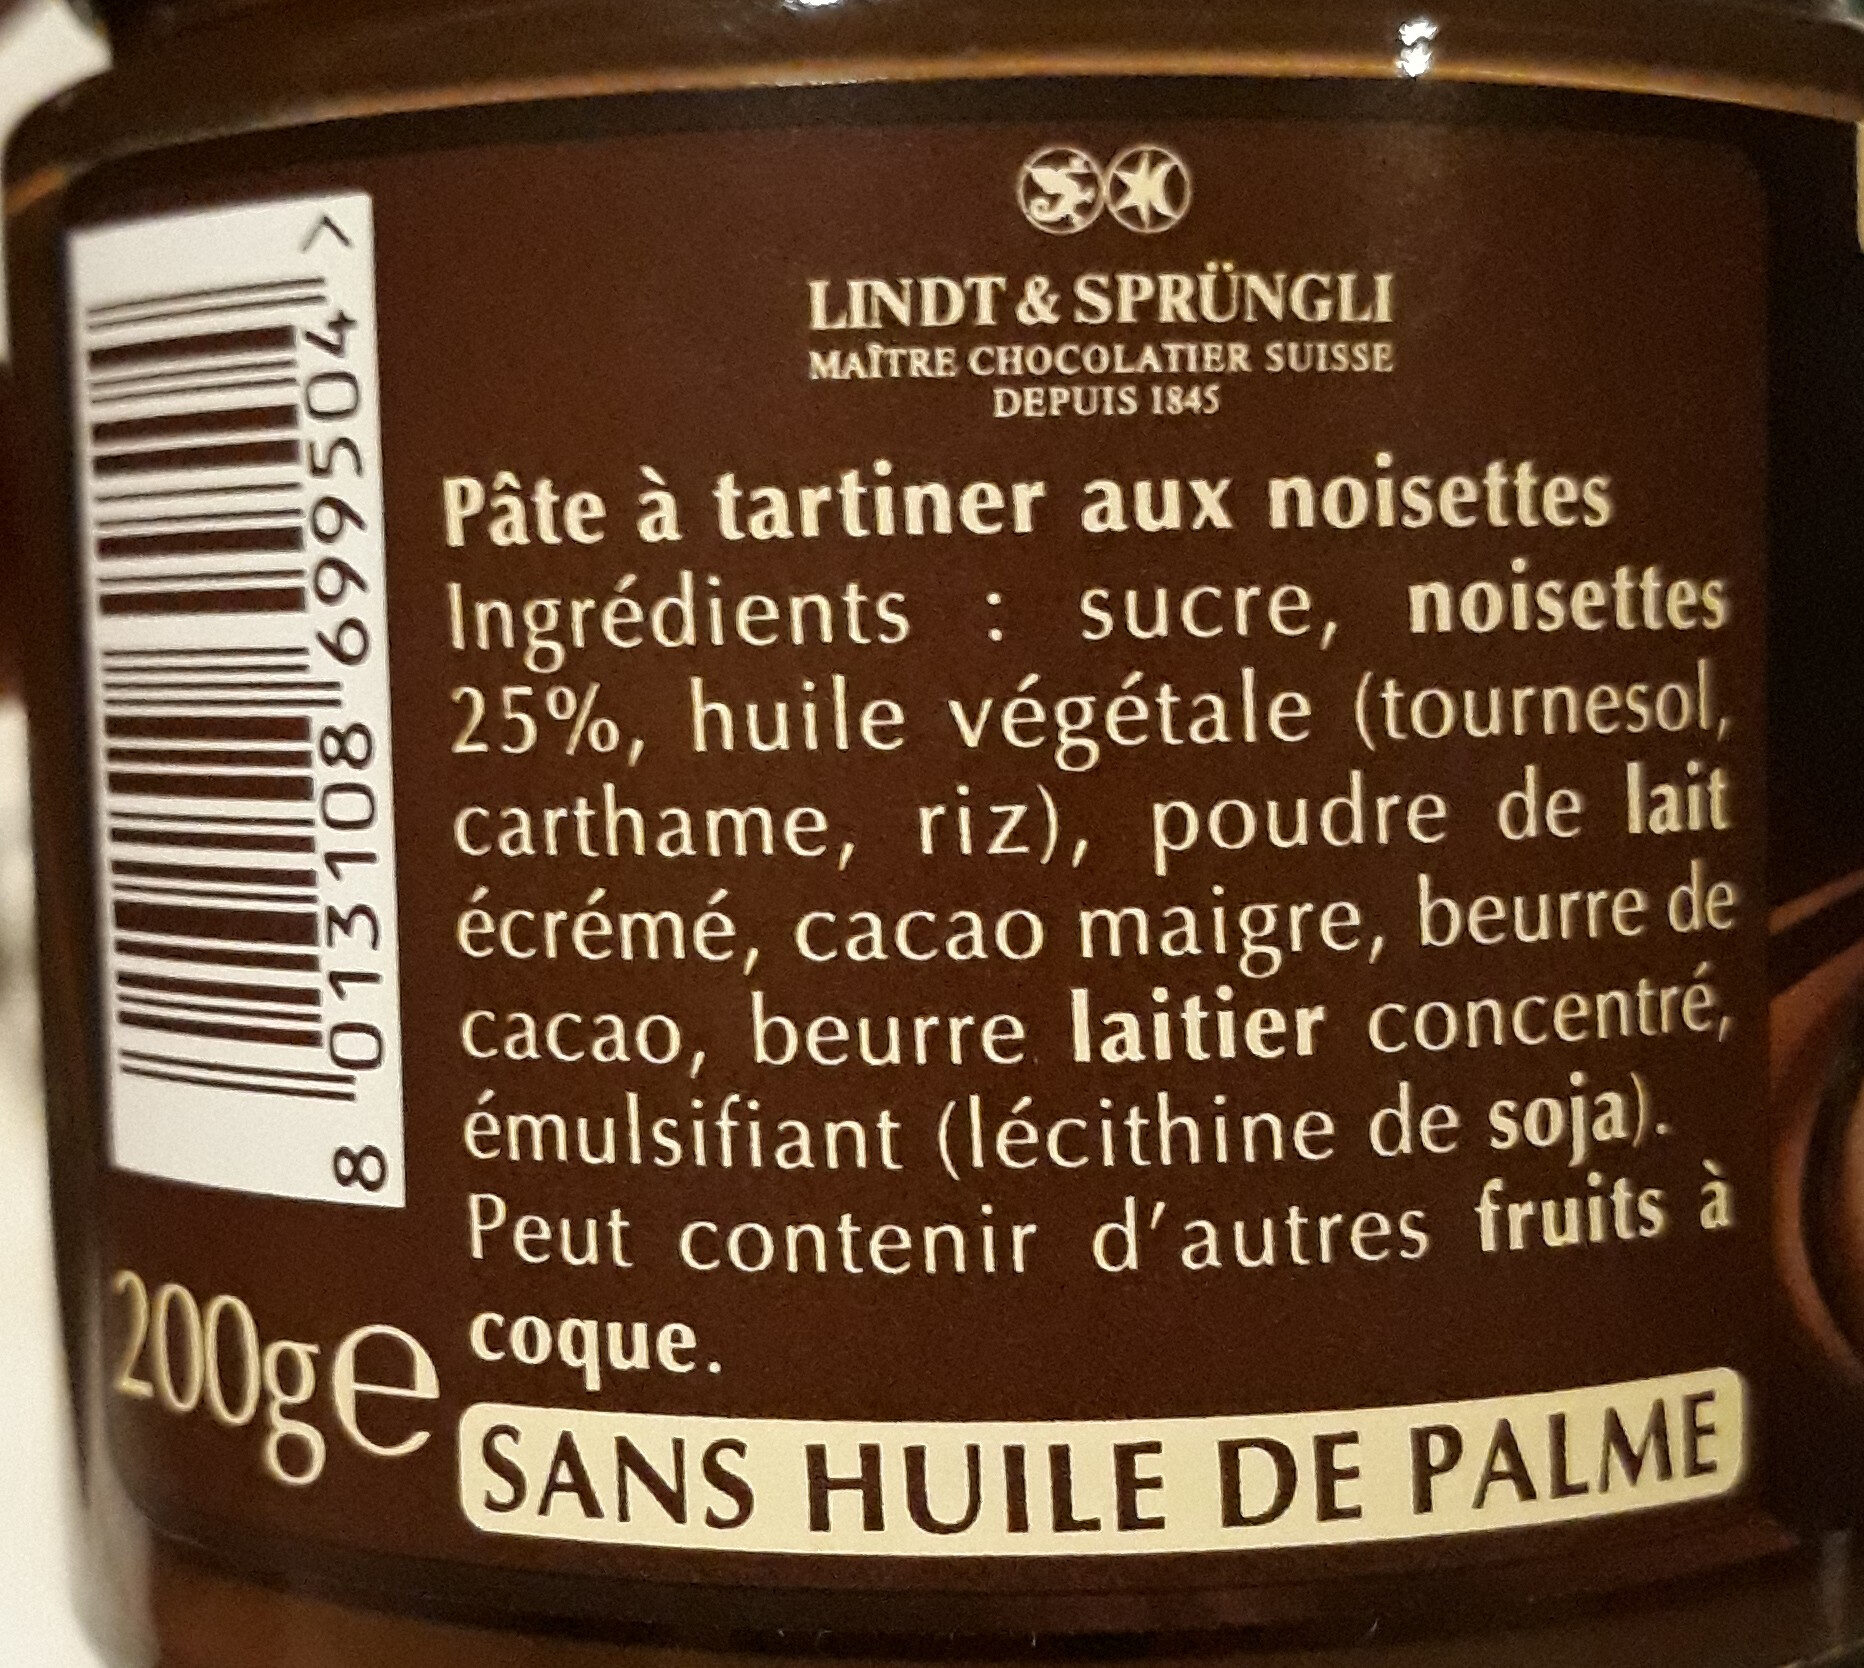 LINDT & SPRÜNGLI
MAÎTRE CHOCOLATIER SUISSE
DEPUIS 1845
Pâte à tartiner aux noisettes
Ingrédients : sucre, noisettes
25%, huile végétale (tournesol,
carthame, riz), poudre de lait
écrémé, cacao maigre, beurre de
cacao, beurre laitier concentré,
émulsifiant (lécithine de soja).
Peut contenir d'autres fruits à
coque.
SANS HUILE DE PALME
200g e
8 013108 699504 >